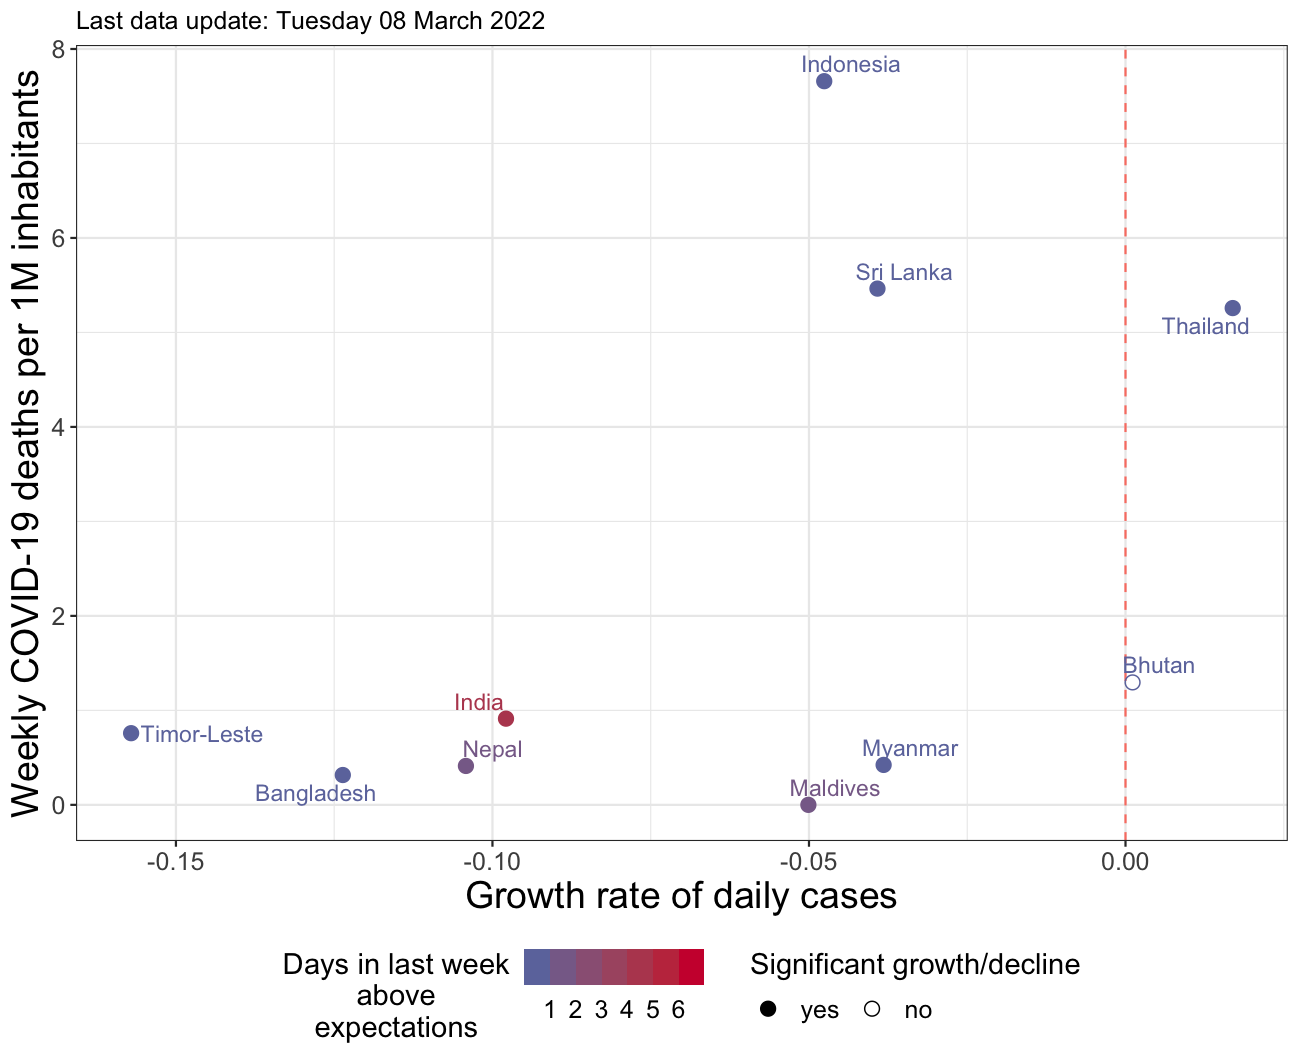 Last data update: Tuesday 08 March 2022
Weekly COVID-19 deaths per 1M inhabitants
8
6
4
2
0
Indonesia
Sri Lanka
Thailand
Bhutan
India
Timor-Leste
Nepal
Myanmar
Bangladesh
Maldives
-0.15
-0.10
-0.05
0.00
Growth rate of daily cases
Days in last week
above
expectations
1 2 3 4 5 6
Significant growth/decline
yes
no